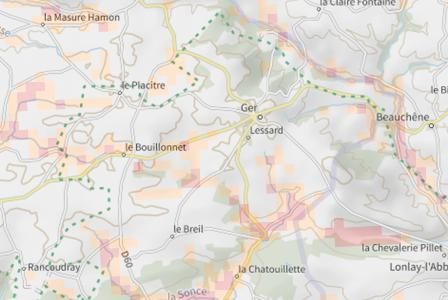 la Masure Hamon
la Claire Fontaine
le Placitre
Ger
Beauchêne
Lessard
le Bouillonnet
le Breil
la Chevalerie Pillet
Rancoudray
D60
la Chatouillette
Lonlay-l'Abb
la Sonce